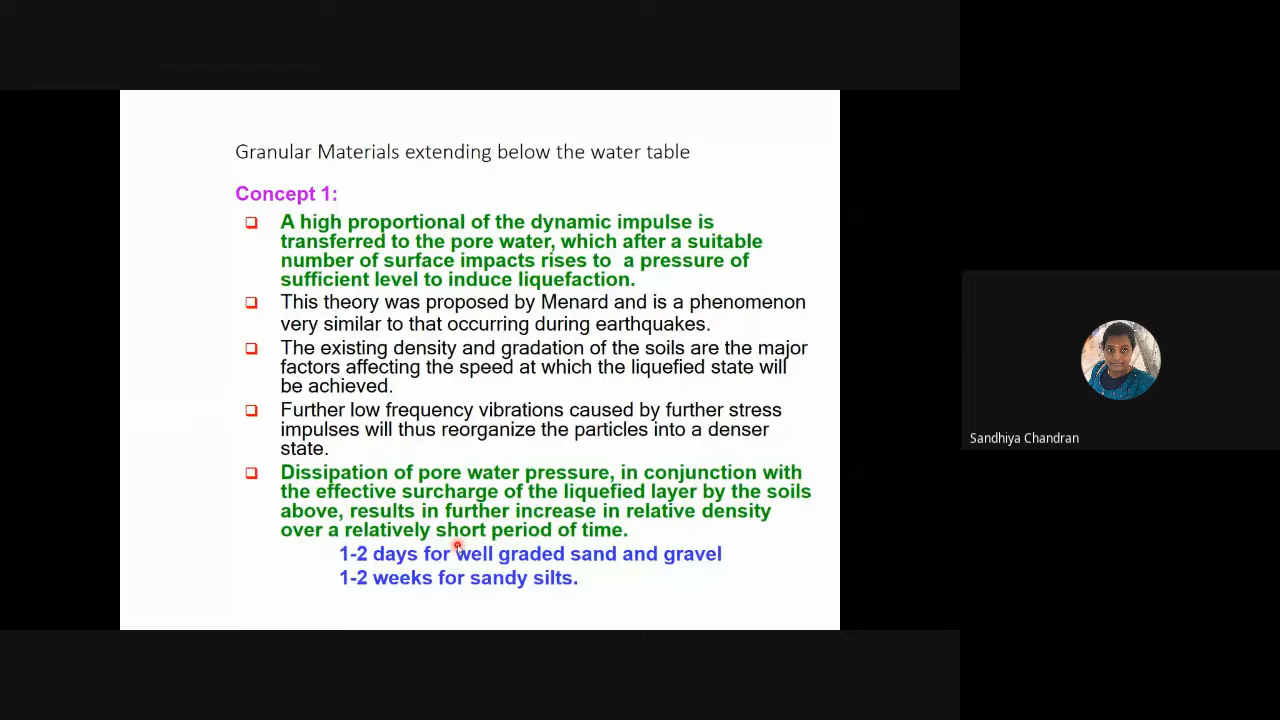 Granular Materials extending below the water table
Concept 1:
A high proportional of the dynamic impulse is
transferred to the pore water, which after a suitable
number of surface impacts rises to a pressure of
sufficient level to induce liquefaction.
This theory was proposed by Menard and is a phenomenon
very similar to that occurring during earthquakes.
The existing density and gradation of the soils are the major
factors affecting the speed at which the liquefied state will
be achieved.
Further low frequency vibrations caused by further stress
impulses will thus reorganize the particles into a denser
state.
Dissipation of pore water pressure, in conjunction with
the effective surcharge of the liquefied layer by the soils
above, results in further increase in relative density
over a relatively short period of time.
1-2 days for well graded sand and gravel
1-2 weeks for sandy silts.
Sandhiya Chandran